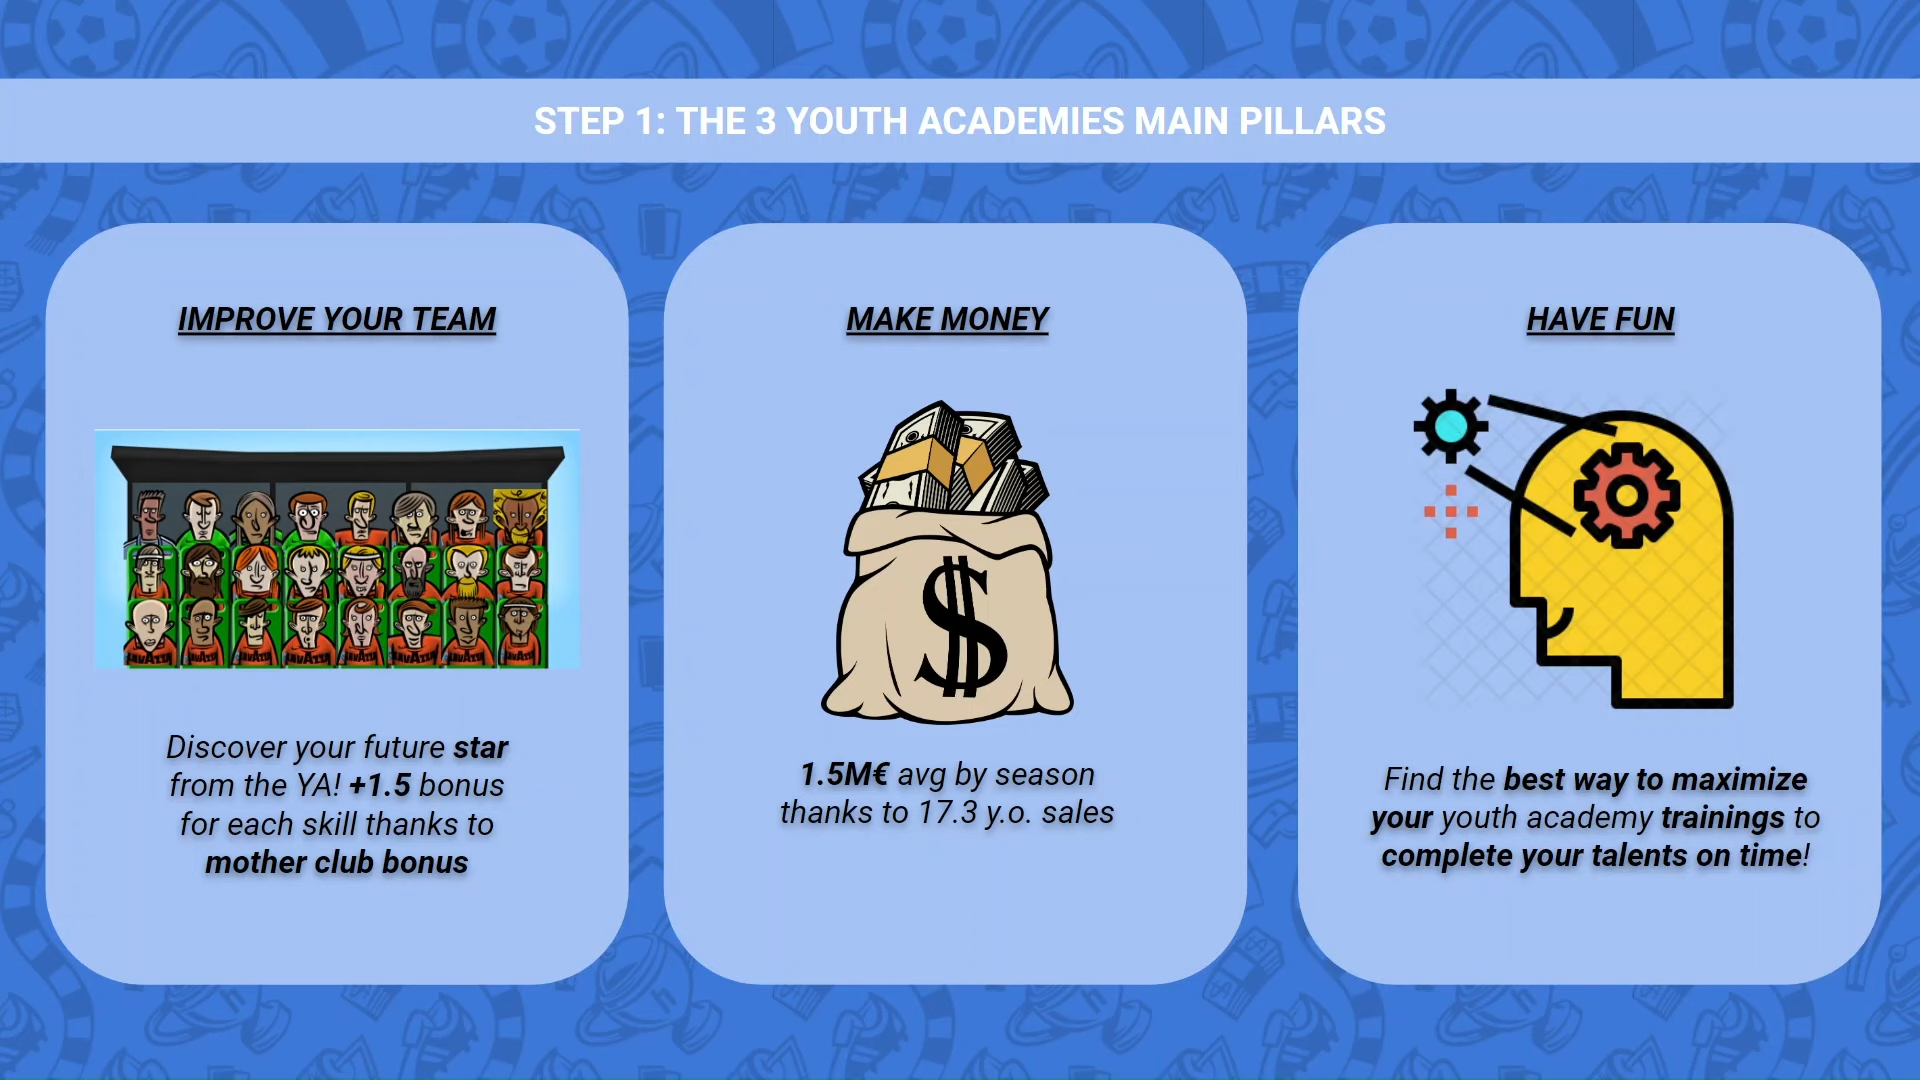 STEP 1: THE 3 YOUTH ACADEMIES MAIN PILLARS
IMPROVE YOUR TEAM
Discover your future star
from the YA! +1.5 bonus
for each skill thanks to
mother club bonus
MAKE MONEY
$
1.5M€ avg by season
thanks to 17.3 y.o. sales
HAVE FUN
Find the best way to maximize
your youth academy trainings to
complete your talents on time!